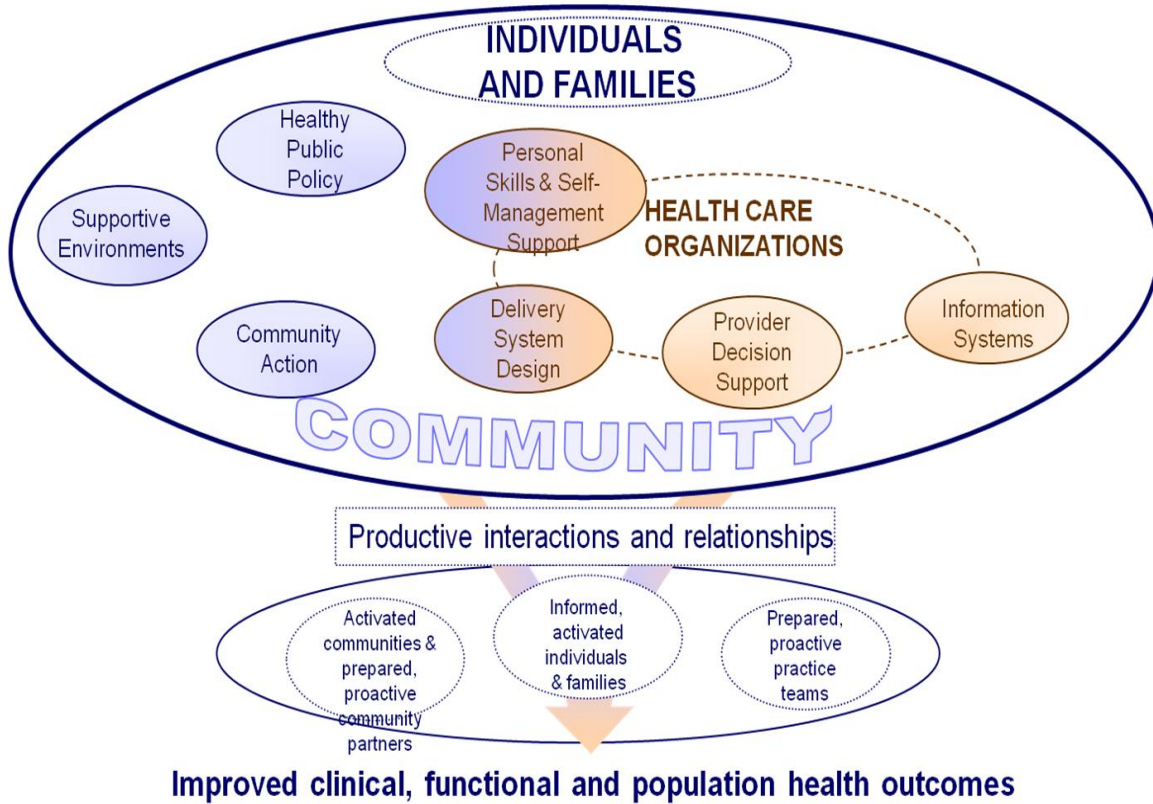 INDIVIDUALS
AND FAMILIES
Healthy
Public
Policy
Personal
Skills & Self-
Management
Support
Supportive
Environments
HEALTH CARE
ORGANIZATIONS
Community
Action
Delivery
System
Design
Provider
Decision
Support
Information
Systems
COMMUNITY
Productive interactions and relationships
Activated
communities &
prepared,
proactive
community
partners
Informed,
activated
individuals
& families
Prepared,
proactive
practice
teams
Improved clinical, functional and population health outcomes